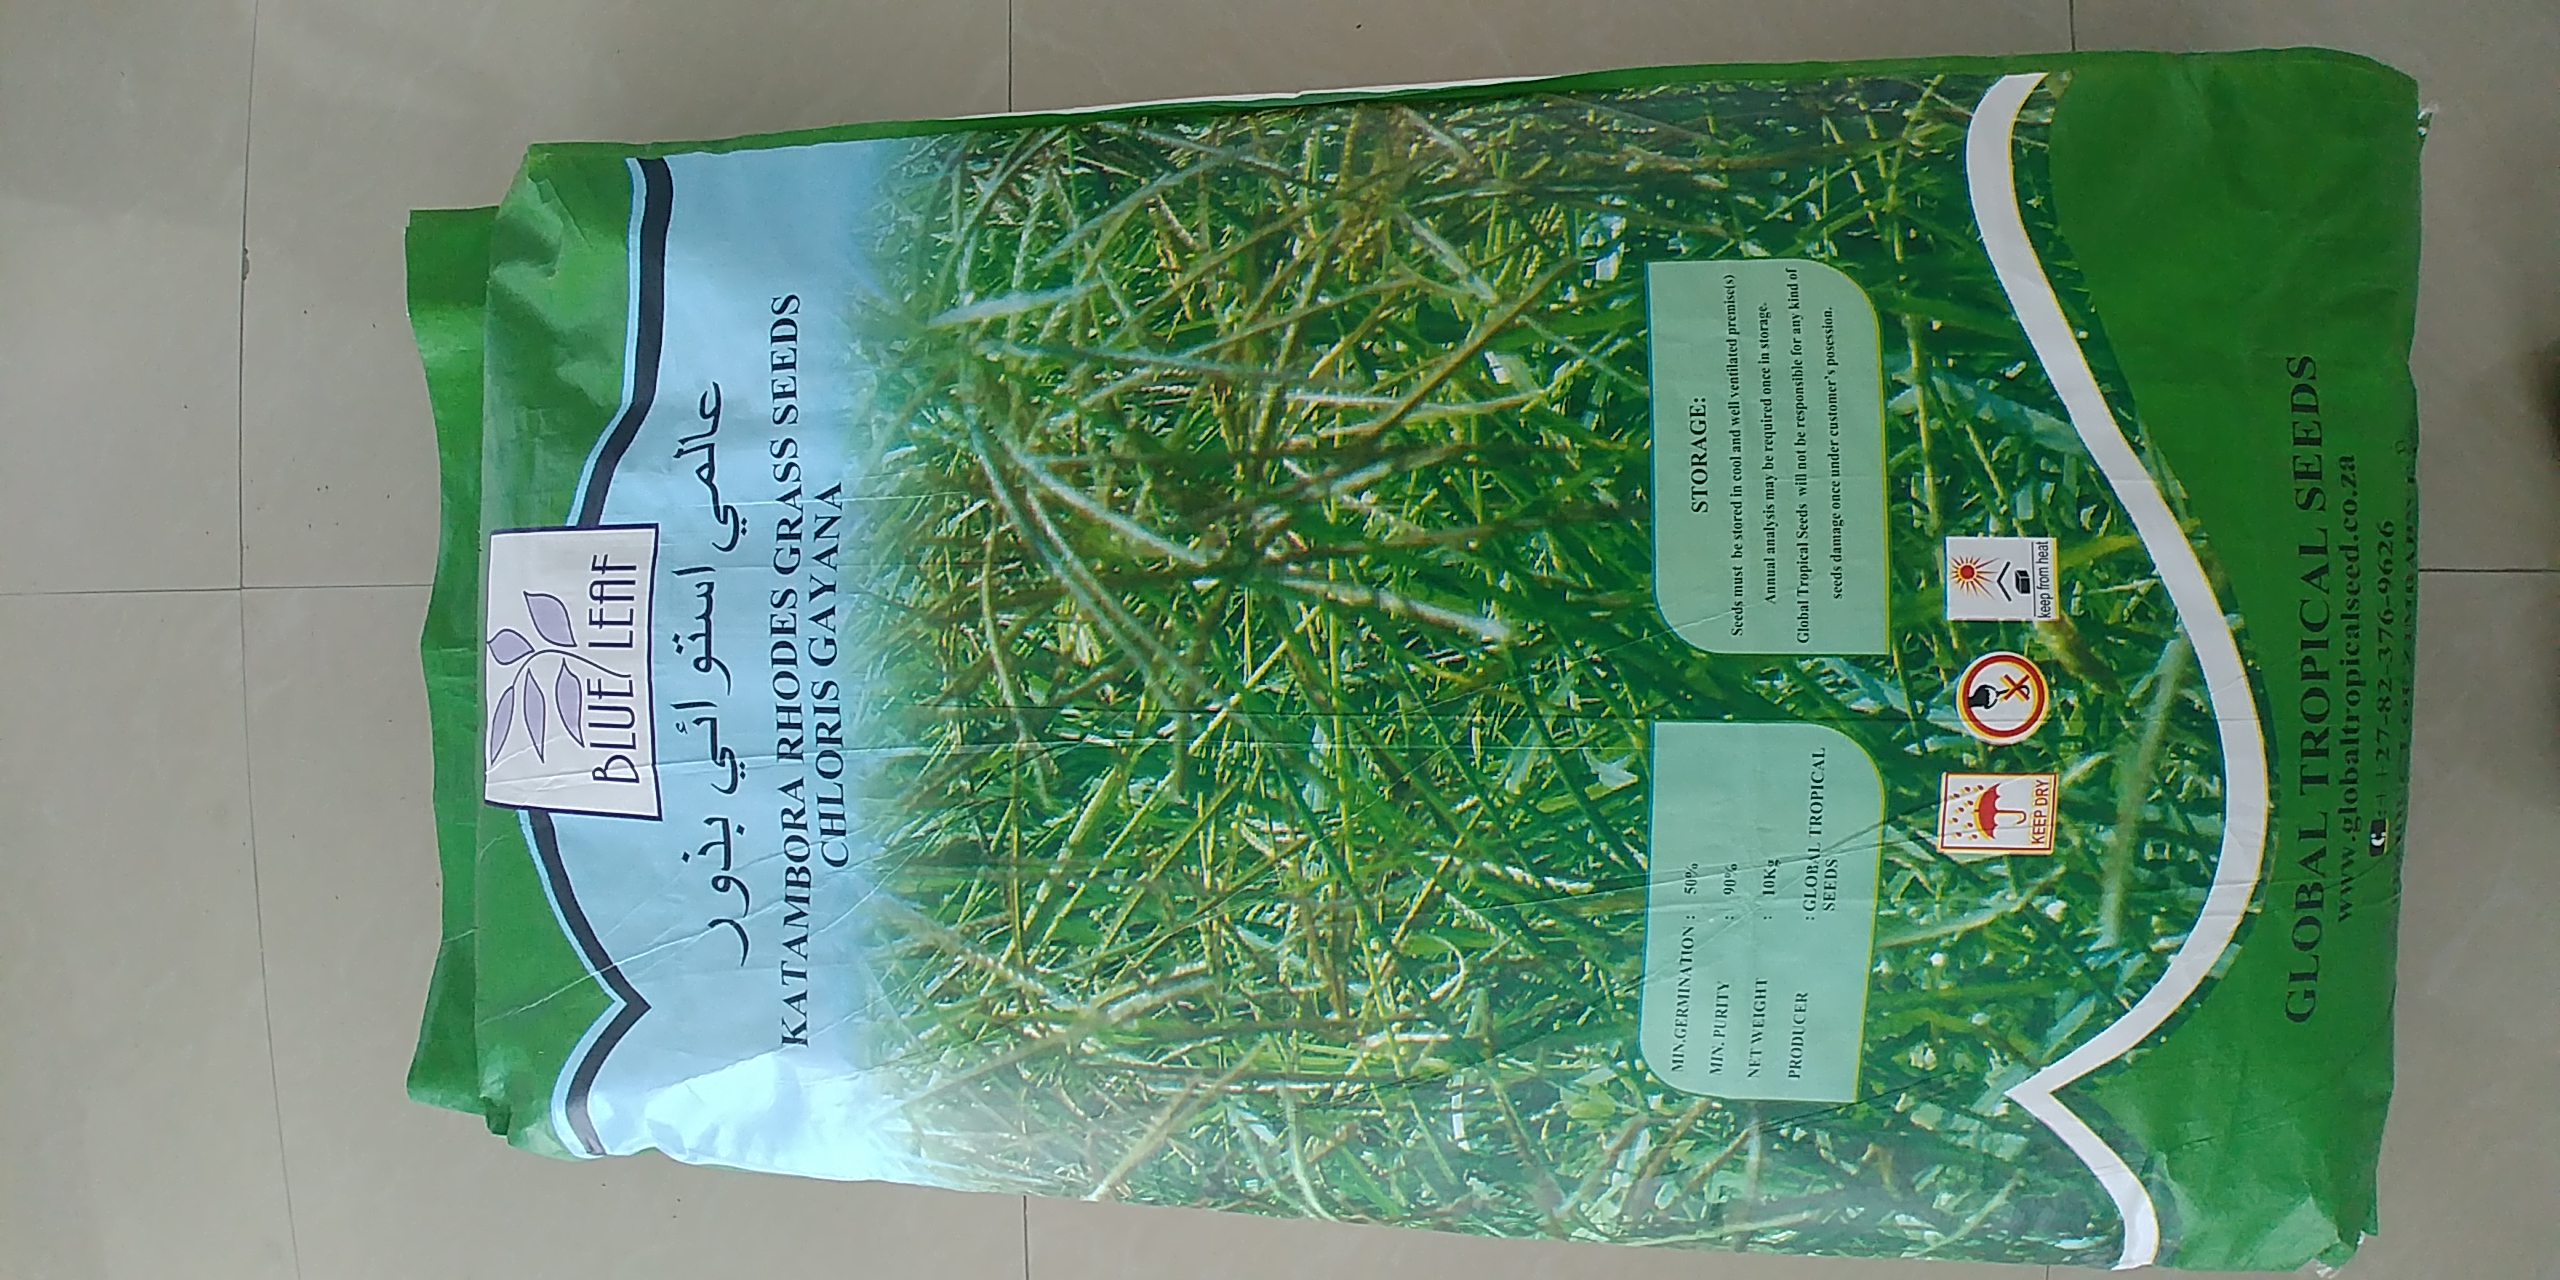 BLUE LEAF
عالمي استوائي بذور
KATAMBORA RHODES GRASS SEEDS
CHLORIS GAYANA
MIN.GERMINATION : 50%
MIN. PURITY : 90%
NET WEIGHT : 10Kg
PRODUCER : GLOBAL TROPICAL
SEEDS
STORAGE:
Seeds must be stored in cool and well ventilated premise(s)
Annual analysis may be required once in storage.
Global Tropical Seeds will not be responsible for any kind of
seeds damage once under customer's posession.
KEEP DRY
keep from heat
GLOBAL TROPICAL SEEDS
www.globaltropicalseed.co.za
: +27-82-376-9626